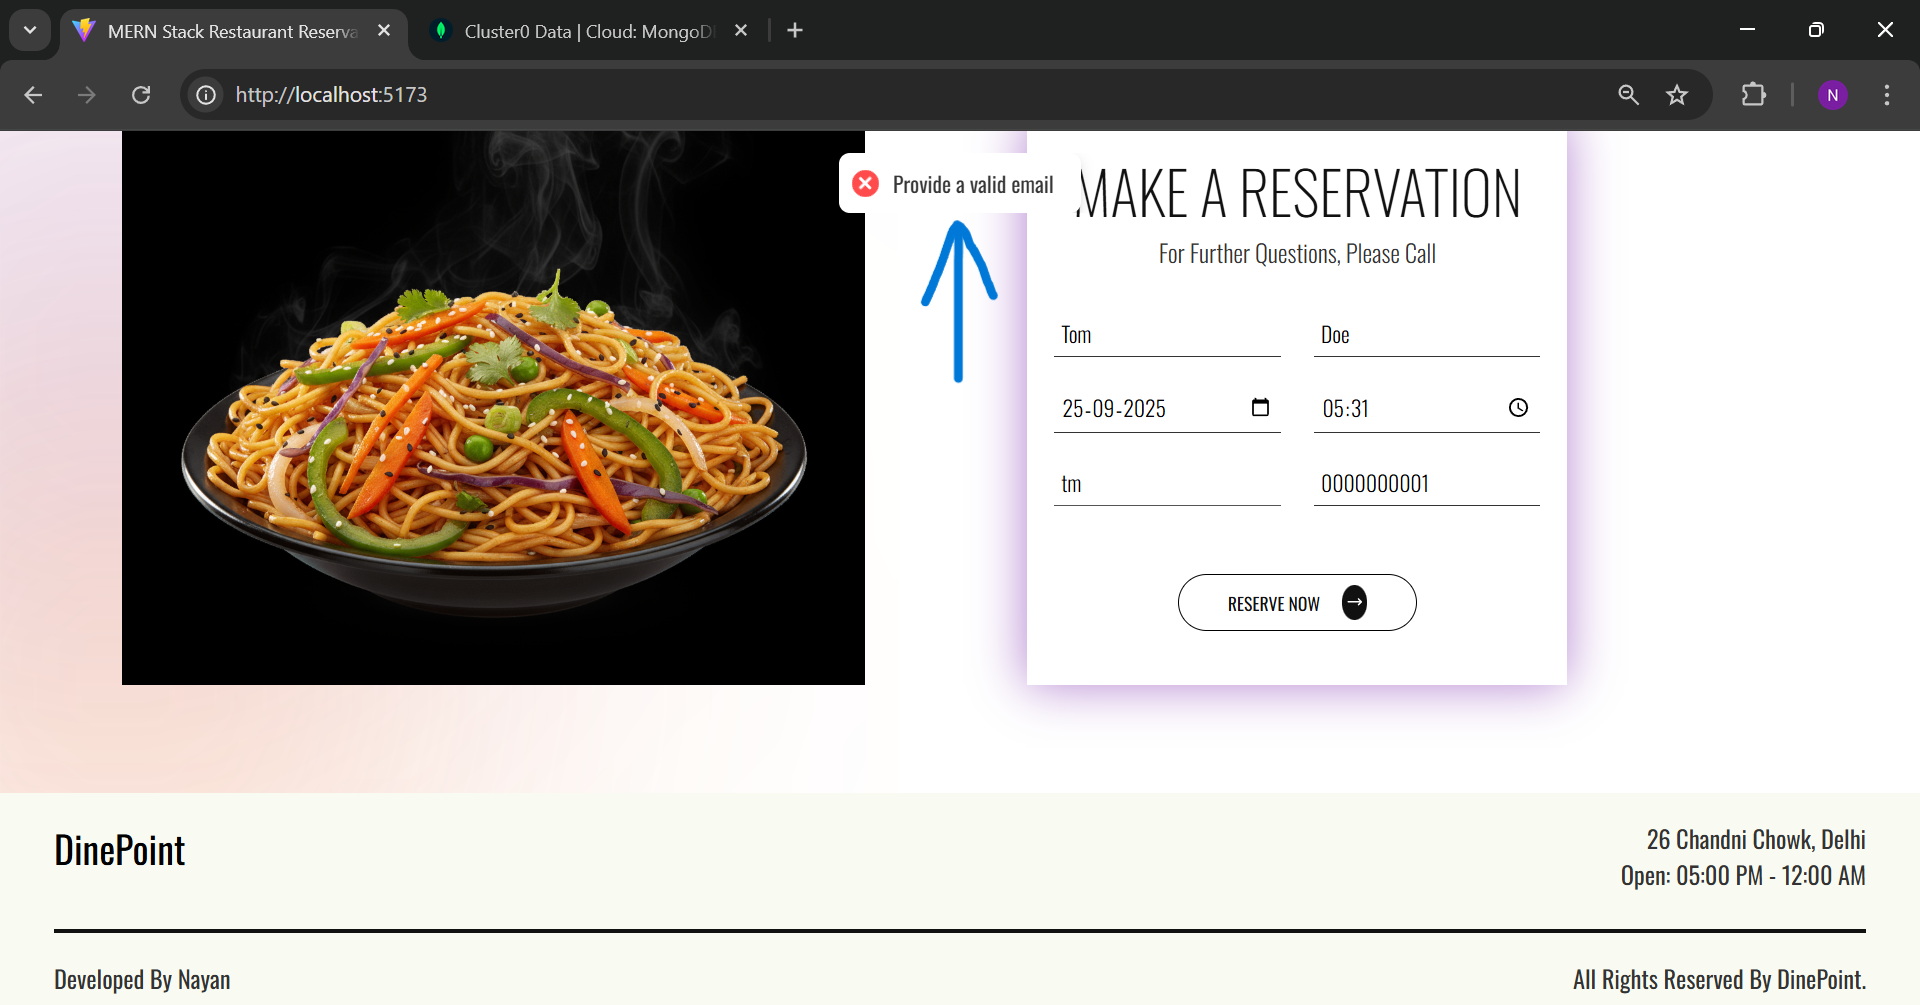 MERN Stack Restaurant Reserva
Cluster0 Data | Cloud: MongoD
http://localhost:5173
N
Provide a valid email
MAKE A RESERVATION
For Further Questions, Please Call
Tom
Doe
25-09-2025
05:31
tm
0000000001
RESERVE NOW
DinePoint
26 Chandni Chowk, Delhi
Open: 05:00 PM - 12:00 AM
Developed By Nayan
All Rights Reserved By DinePoint.